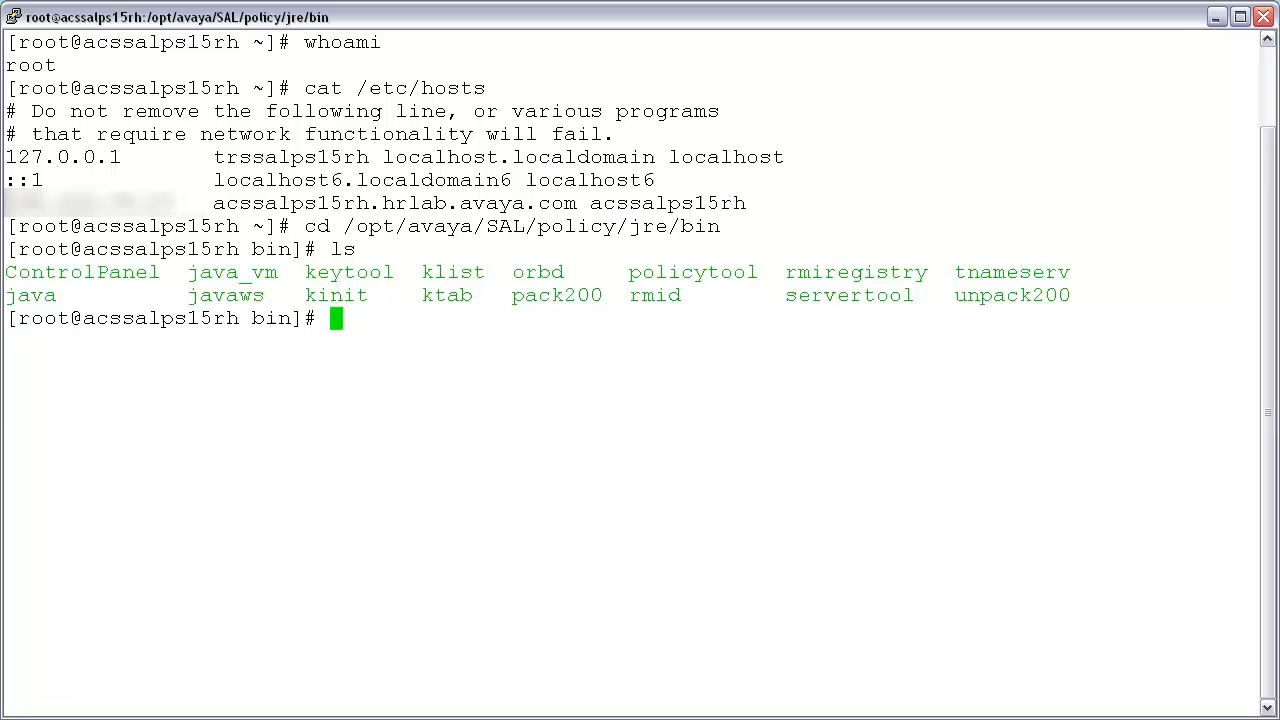 root@acssalps15rh:/opt/avaya/SAL/policy/jre/bin
[root@acssalps15rh ~]# whoami
root
[root@acssalps15rh ~]# cat /etc/hosts
# Do not remove the following line, or various programs
# that require network functionality will fail.
127.0.0.1 trssalps15rh localhost.localdomain localhost
::1 localhost6.localdomain6 localhost6
acssalps15rh.hrlab.avaya.com acssalps15rh
[root@acssalps15rh ~]# cd /opt/avaya/SAL/policy/jre/bin
[root@acssalps15rh bin]# ls
ControlPanel java_vm keytool klist orbd policytool rmiregistry tnameserv
java javaws kinit ktab pack200 rmid servertool unpack200
[root@acssalps15rh bin]#